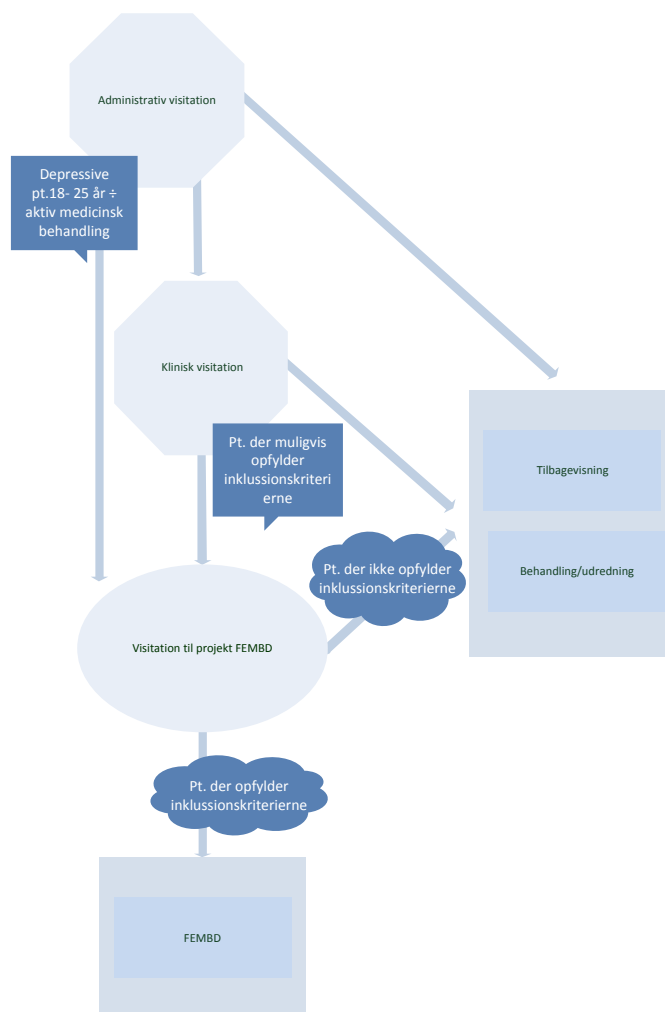 Administrativ visitation
Depressive
pt.18- 25 år ÷
aktiv medicinsk
behandling
Klinisk visitation
Pt. der muligvis
opfylder
inklussionskriteri
erne
Tilbagevisning
Behandling/udredning
Pt. der ikke opfylder
inklussionskriterierne
Visitation til projekt FEMBD
Pt. der opfylder
inklussionskriterierne
FEMBD